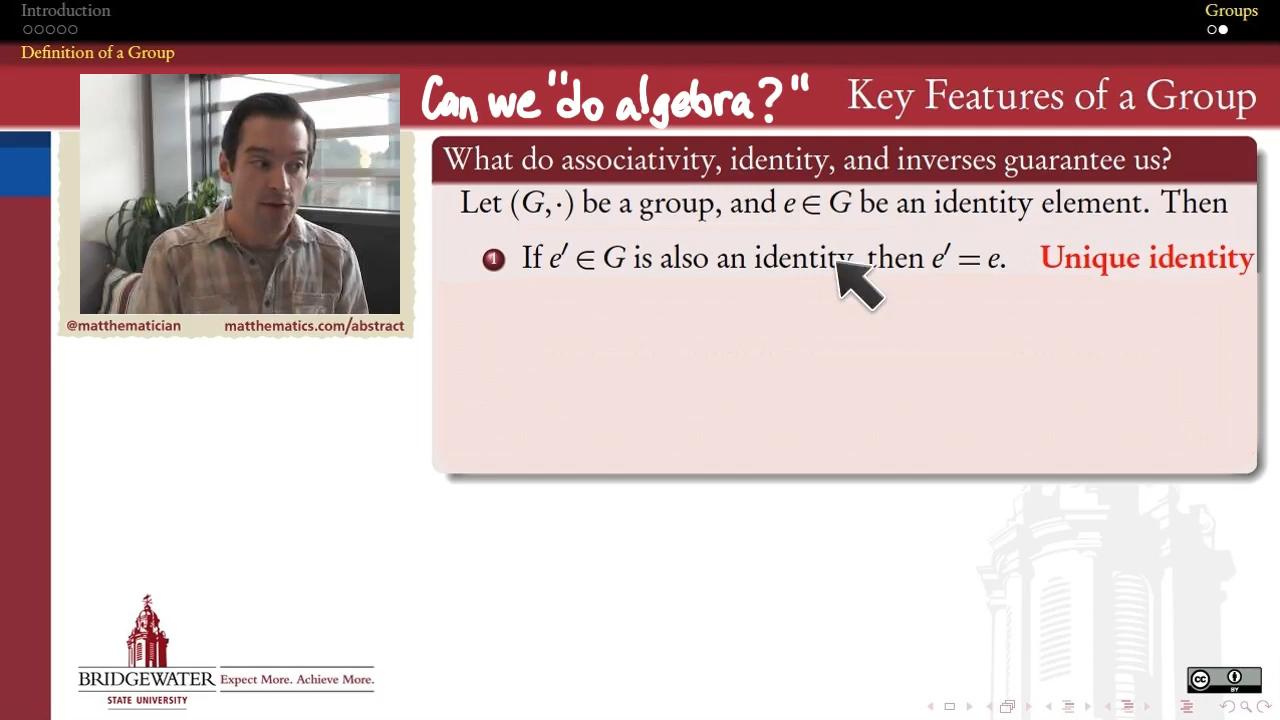 Introduction
Groups
Definition of a Group
Can we "do algebra?"
Key Features of a Group
What do associativity, identity, and inverses guarantee us?
Let (G,·) be a group, and e ∈ G be an identity element. Then
1 If e′ ∈ G is also an identity, then e′ = e. Unique identity
@matthematician matthematics.com/abstract
BRIDGEWATER
STATE UNIVERSITY
Expect More. Achieve More.
cc
BY